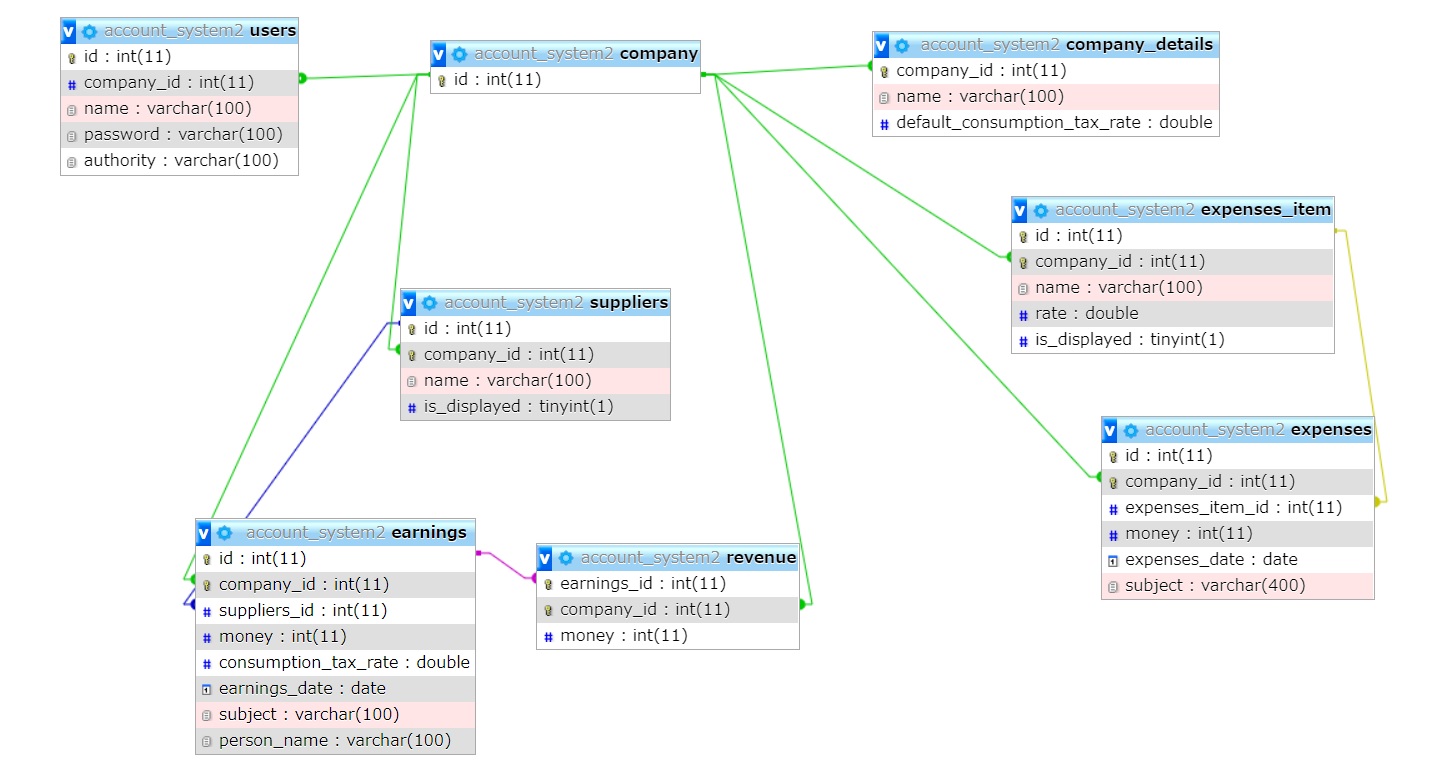 account_system2 users
id : int(11)
company_id : int(11)
name : varchar(100)
password : varchar(100)
authority : varchar(100)
account_system2 company
id : int(11)
account_system2 company_details
company_id : int(11)
name : varchar(100)
default_consumption_tax_rate : double
account_system2 expenses_item
id : int(11)
company_id : int(11)
name : varchar(100)
rate : double
is_displayed : tinyint(1)
account_system2 suppliers
id : int(11)
company_id : int(11)
name : varchar(100)
is_displayed : tinyint(1)
account_system2 expenses
id : int(11)
company_id : int(11)
expenses_item_id : int(11)
money : int(11)
expenses_date : date
subject : varchar(400)
account_system2 earnings
id : int(11)
company_id : int(11)
suppliers_id : int(11)
money : int(11)
consumption_tax_rate : double
earnings_date : date
subject : varchar(100)
person_name : varchar(100)
account_system2 revenue
earnings_id : int(11)
company_id : int(11)
money : int(11)